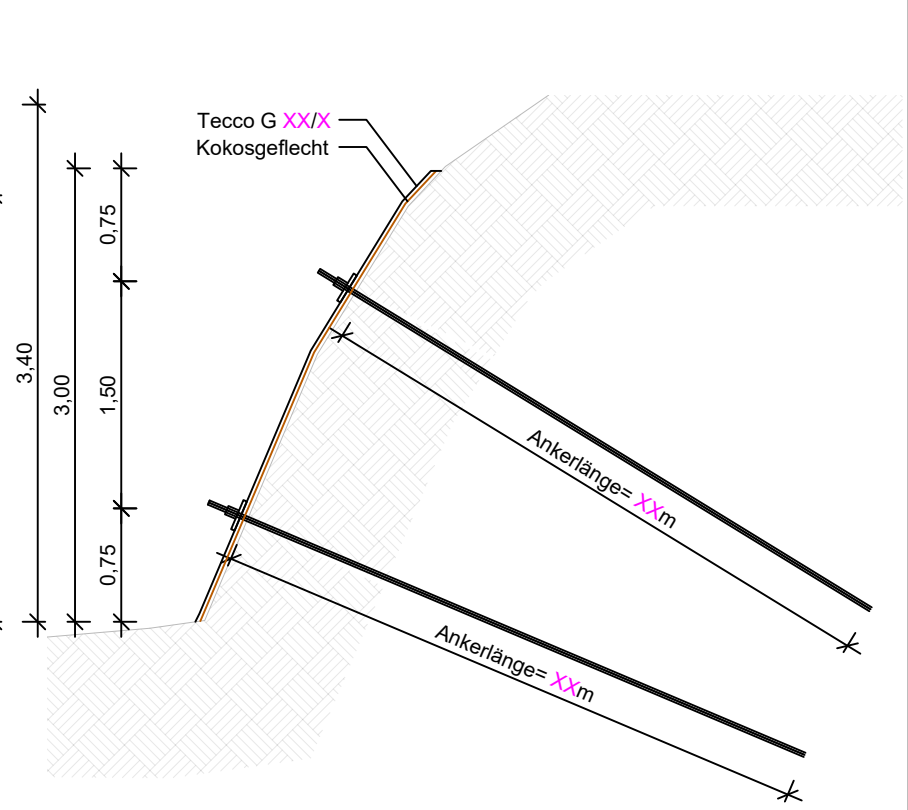 Tecco G XX/X
Kokosgeflecht
0,75
3,40
3,00
1,50
0,75
Ankerlänge= XXm
Ankerlänge= XXm